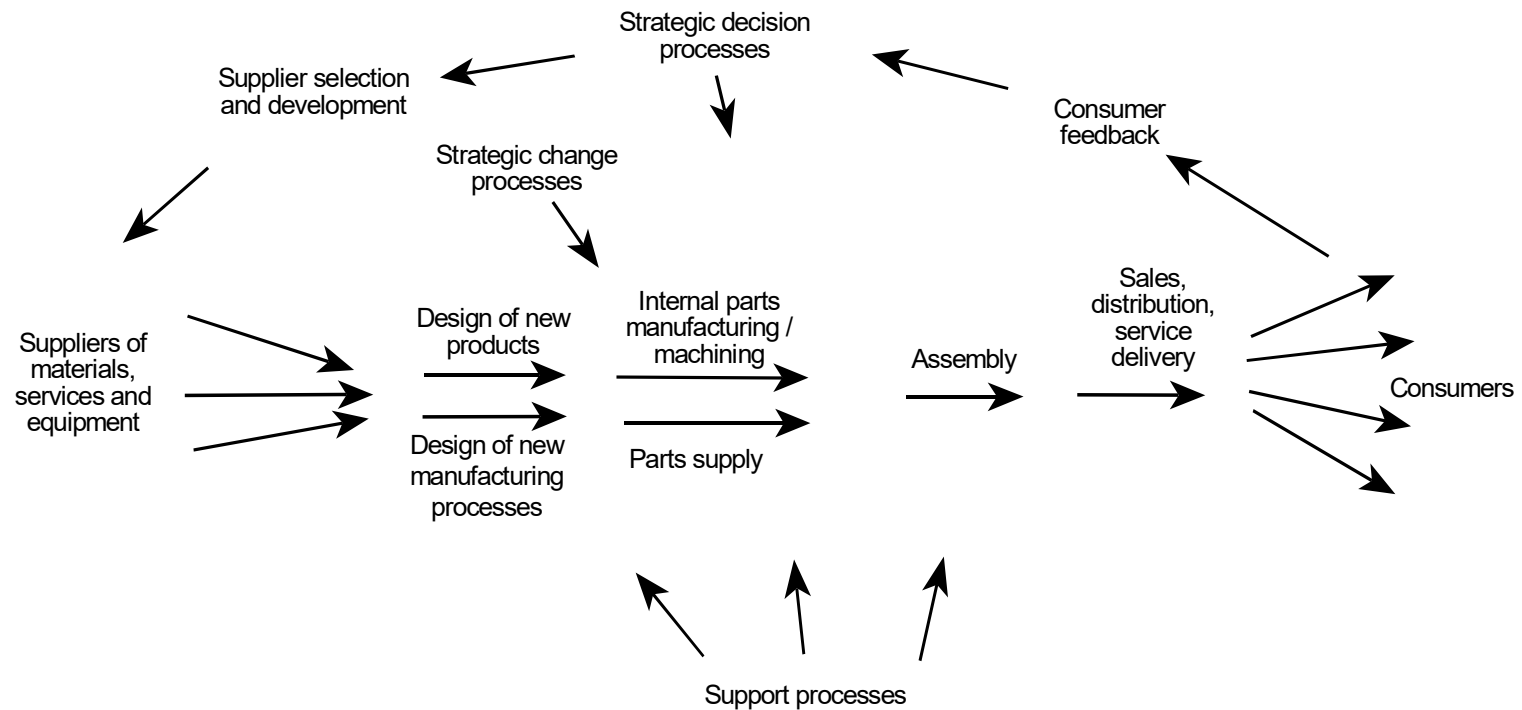 Strategic decision
processes
Supplier selection
and development
Consumer
feedback
Strategic change
processes
Suppliers of
materials,
services and
equipment
Design of new
products
Design of new
manufacturing
processes
Internal parts
manufacturing /
machining
Parts supply
Assembly
Sales,
distribution,
service
delivery
Consumers
Support processes